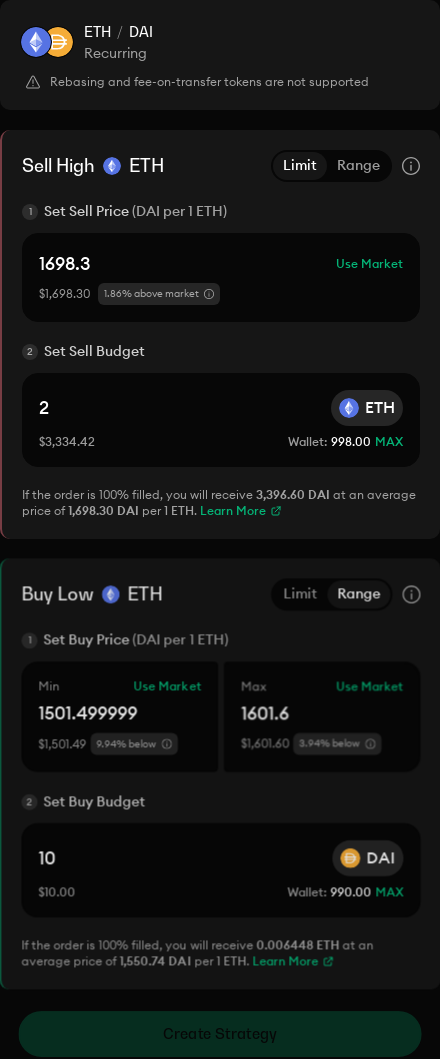 ETH / DAI
Recurring
Rebasing and fee-on-transfer tokens are not supported
Sell High ETH Limit Range
1 Set Sell Price (DAI per 1 ETH)
1698.3 Use Market
$1,698.30 1.86% above market
2 Set Sell Budget
2 ETH
$3,334.42 Wallet: 998.00 MAX
If the order is 100% filled, you will receive 3,396.60 DAI at an average
price of 1,698.30 DAI per 1 ETH. Learn More
Buy Low ETH Limit Range
1 Set Buy Price (DAI per 1 ETH)
Min Use Market Max Use Market
1501.499999 1601.6
$1,501.49 9.94% below $1,601.60 3.94% below
2 Set Buy Budget
10 DAI
$10.00 Wallet: 990.00 MAX
If the order is 100% filled, you will receive 0.006448 ETH at an
average price of 1,550.74 DAI per 1 ETH. Learn More
Create Strategy